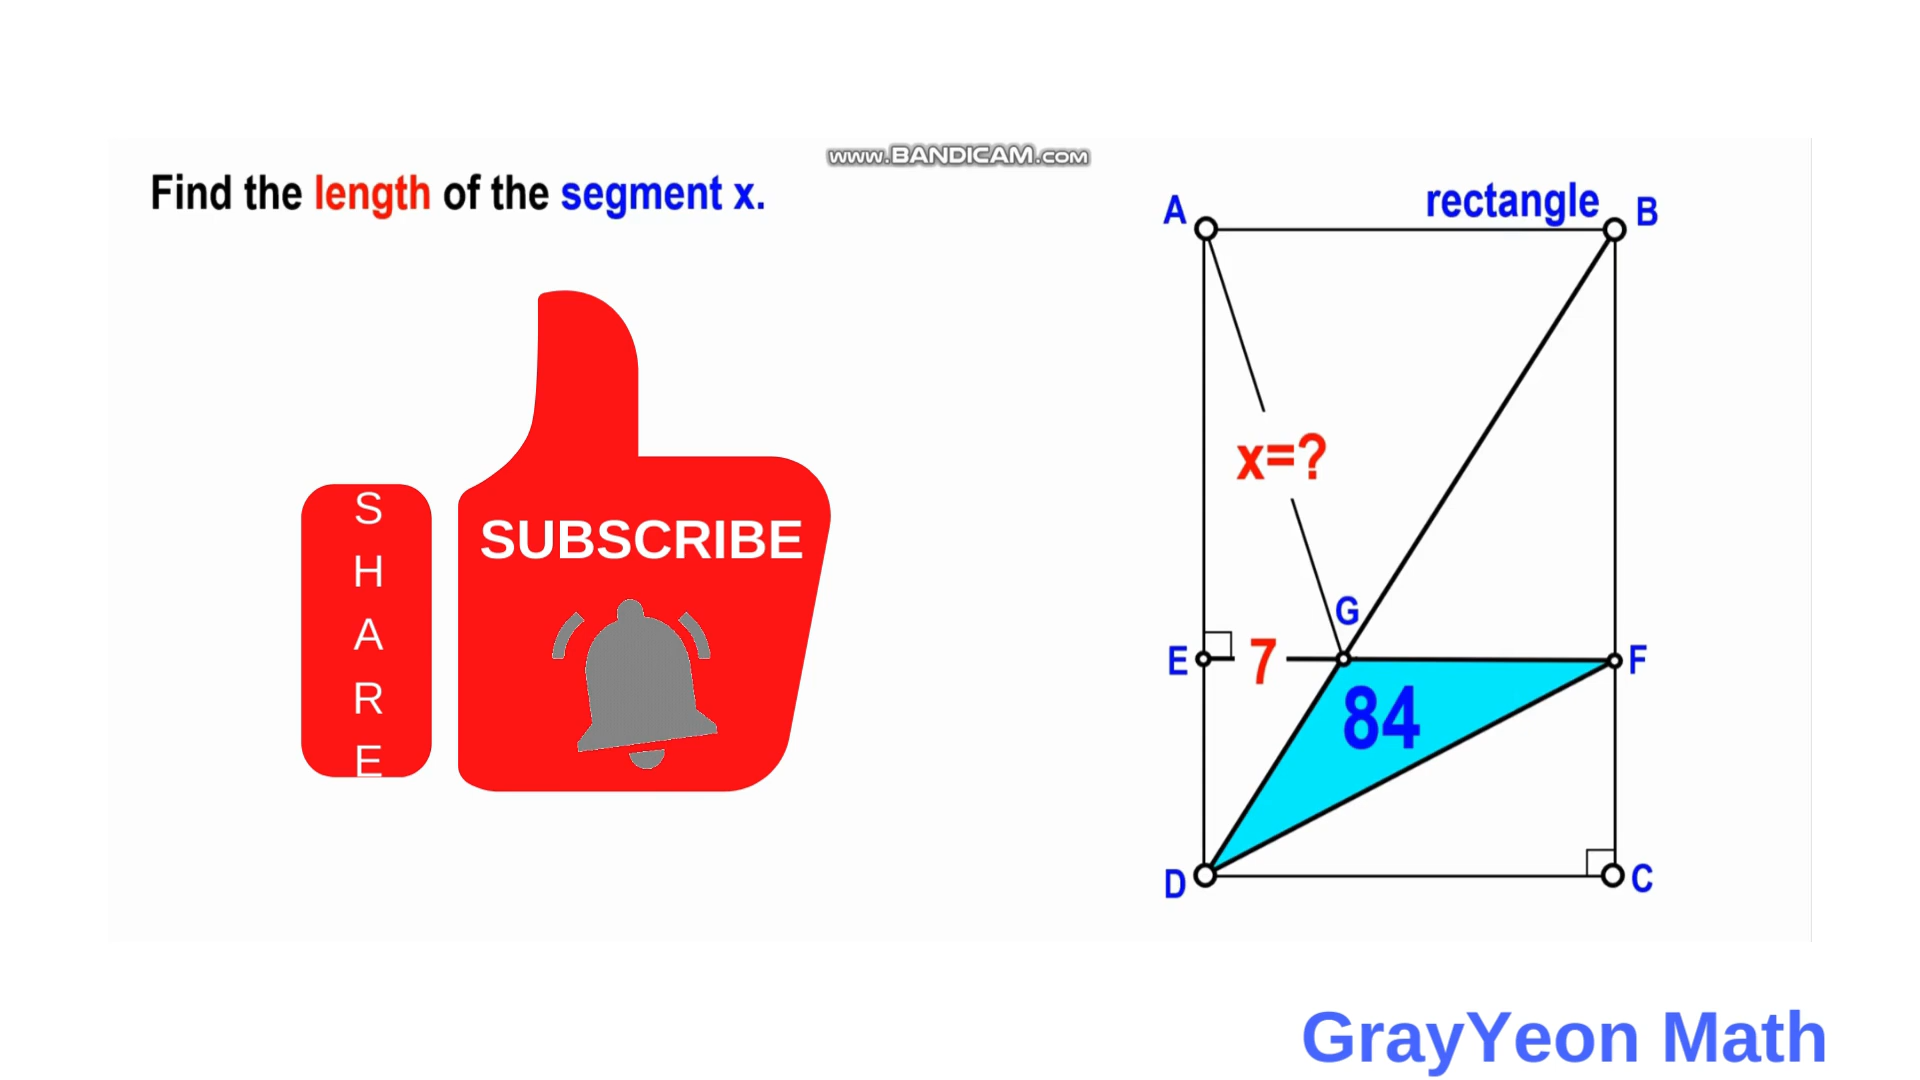 www.BANDICAM.com
Find the length of the segment x.
rectangle
A
B
x=?
G
E
7
F
84
D
C
S
H
A
R
E
SUBSCRIBE
GrayYeon Math